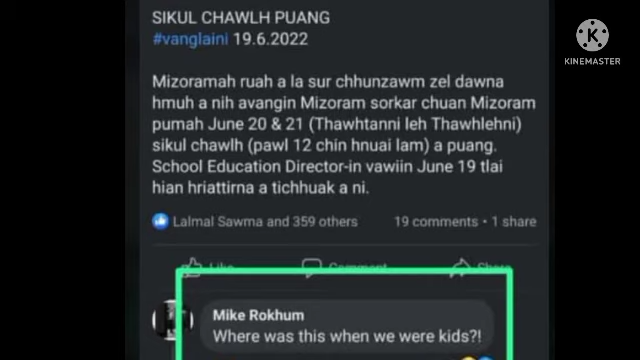 SIKUL CHAWLH PUANG
#vanglaini 19.6.2022
Mizoramah ruah a la sur chhunzawm zel dawna
hmuh a nih avangin Mizoram sorkar chuan Mizoram
pumah June 20 & 21 (Thawhtanni leh Thawhlehni)
sikul chawlh (pawl 12 chin hnuai lam) a puang.
School Education Director-in vawiin June 19 tlai
hian hriattirna a tichhuak a ni.
Lalmal Sawma and 359 others 19 comments • 1 share
Like Comment Share
Mike Rokhum
Where was this when we were kids?!
KINEMASTER